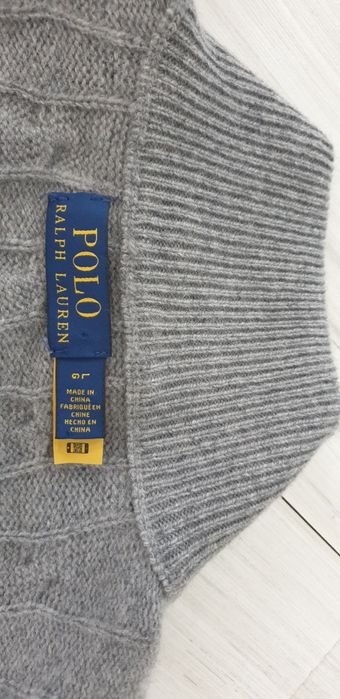 POLO
RALPH LAUREN
L
G
MADE IN
CHINA
FABRIQUÉ EN
CHINE
HECHO EN
CHINA